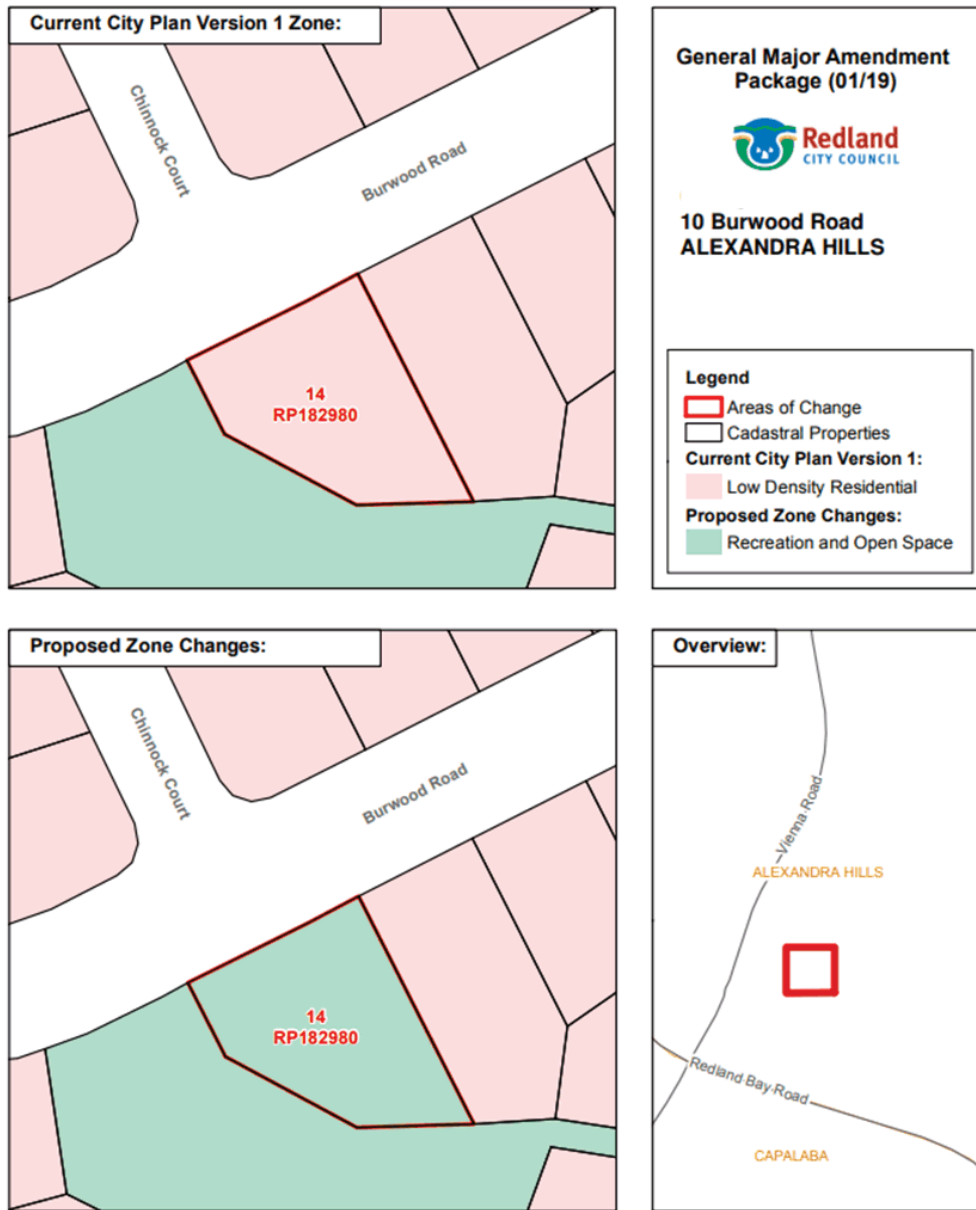 Current City Plan Version 1 Zone:
Chinnock Court
Burwood Road
14
RP182980
General Major Amendment
Package (01/19)
Redland
CITY COUNCIL
10 Burwood Road
ALEXANDRA HILLS
Legend
Areas of Change
Cadastral Properties
Current City Plan Version 1:
Low Density Residential
Proposed Zone Changes:
Recreation and Open Space
Proposed Zone Changes:
Chinnock Court
Burwood Road
14
RP182980
Overview:
Vienna Road
ALEXANDRA HILLS
Redland Bay Road
CAPALABA